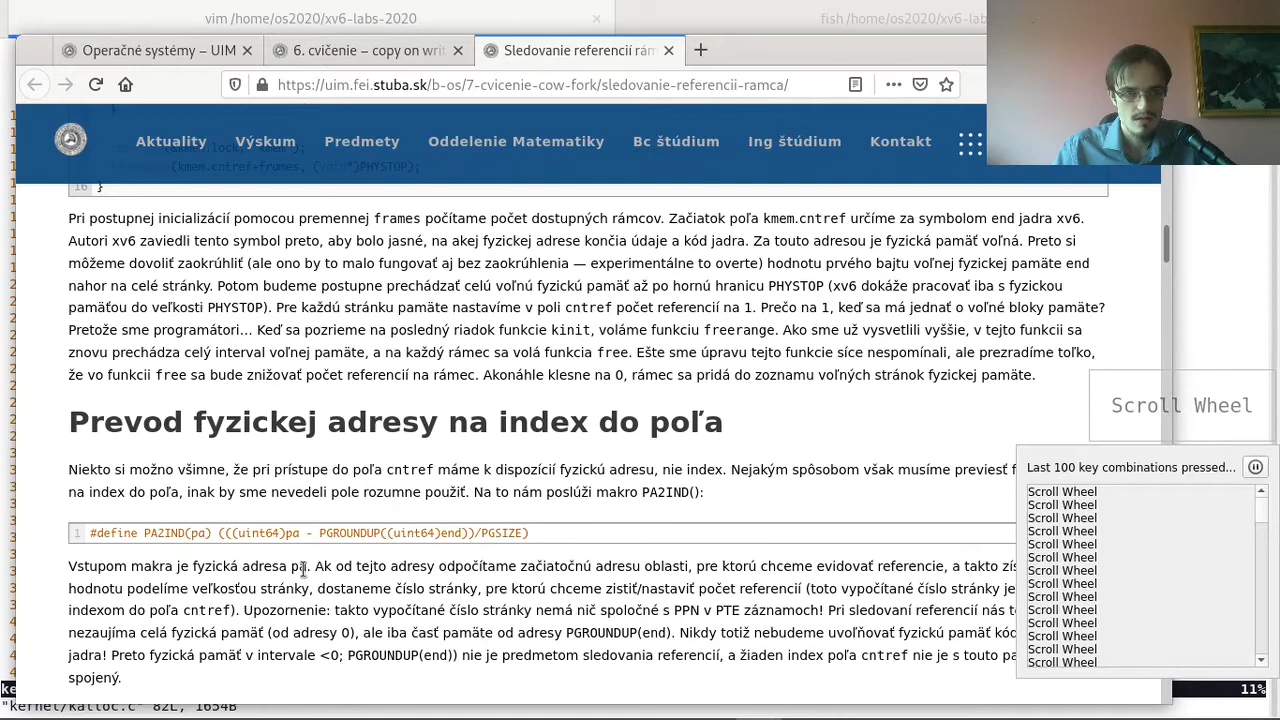 vim /home/os2020/xv6-labs-2020
fish /home/os2020/xv6-lab
Operačné systémy – UIM
6. cvičenie – copy on writ
Sledovanie referencií rám
https://uim.fei.stuba.sk/b-os/7-cvicenie-cow-fork/sledovanie-referencii-ramca/
Aktuality Výskum Predmety Oddelenie Matematiky Bc štúdium Ing štúdium Kontakt
(kmem.cntref+frames, (void*)PHYSTOP);
16 }
Pri postupnej inicializácií pomocou premennej frames počítame počet dostupných rámcov. Začiatok poľa kmem.cntref určíme za symbolom end jadra xv6.
Autori xv6 zaviedli tento symbol preto, aby bolo jasné, na akej fyzickej adrese končia údaje a kód jadra. Za touto adresou je fyzická pamäť voľná. Preto si
môžeme dovoliť zaokrúhliť (ale ono by to malo fungovať aj bez zaokrúhlenia — experimentálne to overte) hodnotu prvého bajtu voľnej fyzickej pamäte end
nahor na celé stránky. Potom budeme postupne prechádzať celú voľnú fyzickú pamäť až po hornú hranicu PHYSTOP (xv6 dokáže pracovať iba s fyzickou
pamäťou do veľkosti PHYSTOP). Pre každú stránku pamäte nastavíme v poli cntref počet referencií na 1. Prečo na 1, keď sa má jednať o voľné bloky pamäte?
Pretože sme programátori... Keď sa pozrieme na posledný riadok funkcie kinit, voláme funkciu freerange. Ako sme už vysvetlili vyššie, v tejto funkcii sa
znovu prechádza celý interval voľnej pamäte, a na každý rámec sa volá funkcia free. Ešte sme úpravu tejto funkcie síce nespomínali, ale prezradíme toľko,
že vo funkcii free sa bude znižovať počet referencií na rámec. Akonáhle klesne na 0, rámec sa pridá do zoznamu voľných stránok fyzickej pamäte.
Prevod fyzickej adresy na index do poľa
Niekto si možno všimne, že pri prístupe do poľa cntref máme k dispozícií fyzickú adresu, nie index. Nejakým spôsobom však musíme previesť f
na index do poľa, inak by sme nevedeli pole rozumne použiť. Na to nám poslúži makro PA2IND():
1 #define PA2IND(pa) (((uint64)pa - PGROUNDUP((uint64)end))/PGSIZE)
Vstupom makra je fyzická adresa pa. Ak od tejto adresy odpočítame začiatočnú adresu oblasti, pre ktorú chceme evidovať referencie, a takto zís
hodnotu podelíme veľkosťou stránky, dostaneme číslo stránky, pre ktorú chceme zistiť/nastaviť počet referencií (toto vypočítané číslo stránky je
indexom do poľa cntref). Upozornenie: takto vypočítané číslo stránky nemá nič spoločné s PPN v PTE záznamoch! Pri sledovaní referencií nás t
nezaujíma celá fyzická pamäť (od adresy 0), ale iba časť pamäte od adresy PGROUNDUP(end). Nikdy totiž nebudeme uvoľňovať fyzickú pamäť kód
jadra! Preto fyzická pamäť v intervale <0; PGROUNDUP(end)) nie je predmetom sledovania referencií, a žiaden index poľa cntref nie je s touto pa
spojený.
Scroll Wheel
Last 100 key combinations pressed...
Scroll Wheel
Scroll Wheel
Scroll Wheel
Scroll Wheel
Scroll Wheel
Scroll Wheel
Scroll Wheel
Scroll Wheel
Scroll Wheel
Scroll Wheel
Scroll Wheel
Scroll Wheel
Scroll Wheel
Scroll Wheel
11%
"kernel/kalloc.c" 82L, 1654B